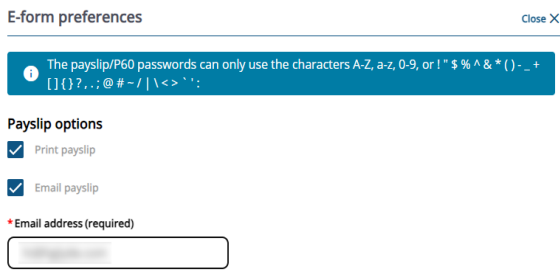 E-form preferences
Close X
i The payslip/P60 passwords can only use the characters A-Z, a-z, 0-9, or ! " $ % ^ & * ( ) - _ +
[ ] { } ? , . ; @ # ~ / | \ < > ` ' :
Payslip options
Print payslip
Email payslip
* Email address (required)